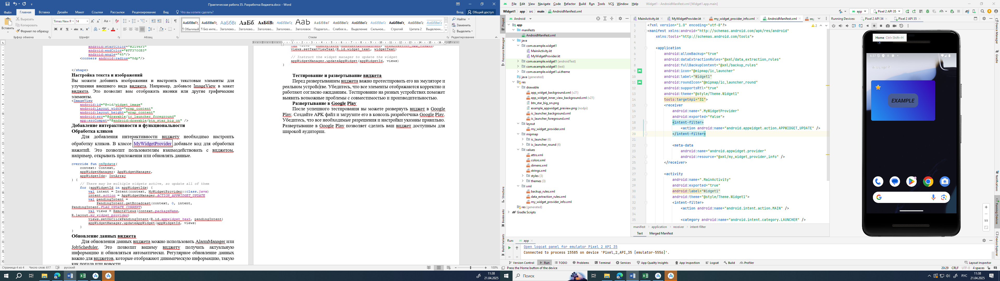 Практическая работа 35. Разработка Виджета.docx - Word
Файл Главная Вставка Дизайн Макет Ссылки Рассылки Рецензирование Вид Что вы хотите сделать? Вход Общий доступ
Вставить
Вырезать
Копировать
Формат по образцу
Буфер обмена
Times New R 14
Ж К Ч abc
Шрифт
Абзац
АаБбВвГг, АаБбВвГг, АаБбВ АаБб АаБбВв АаБбВвГг АаБ АаБбВвГ АаБбВвГг, АаБбВвГг, АаБбВвГг, АаБбВвГг, АаБбВвГг, АаБбВвГг,
¶ Обычный ¶ Без инте... Заголово... Заголово... Заголово... Заголово... Заголовок Подзагол... Слабое в... Выделение Сильное... Строгий Цитата 2 Выделенн...
Стили
Найти
Заменить
Выделить
Редактирование
android:startColor="#2196F3"
android:endColor="#FF3700B3"
android:angle="45"/>
<corners android:radius="8dp"/>
</shape>
Настройка текста и изображений
Вы можете добавить изображения и настроить текстовые элементы для
улучшения внешнего вида виджета. Например, добавьте ImageView в макет
виджета. Это позволит вам отображать иконки или другие графические
элементы.
<ImageView
android:id="@+id/widget_image"
android:layout_width="wrap_content"
android:layout_height="wrap_content"
android:src="@drawable/ic_launcher_foreground"
app:srcCompat="@android:drawable/btn_star_big_on" />
Добавление интерактивности и функциональности
Обработка кликов
Для добавления интерактивности виджету необходимо настроить
обработку кликов. В классе MyWidgetProvider добавьте код для обработки
нажатий. Это позволит пользователям взаимодействовать с виджетом,
например, открывать приложения или обновлять данные.
override fun onUpdate(
context: Context,
appWidgetManager: AppWidgetManager,
appWidgetIds: IntArray
) {
// There may be multiple widgets active, so update all of them
for (appWidgetId in appWidgetIds) {
val intent = Intent(context, MyWidgetProvider::class.java)
intent.action = AppWidgetManager.ACTION_APPWIDGET_UPDATE
val pendingIntent =
PendingIntent.getBroadcast(context, 0, intent,
PendingIntent.FLAG_UPDATE_CURRENT)
val views = RemoteViews(context.packageName,
R.layout.my_widget_provider)
views.setOnClickPendingIntent(R.id.appwidget_text, pendingIntent)
appWidgetManager.updateAppWidget(appWidgetId, views)
}
}
Обновление данных виджета
Для обновления данных виджета можно использовать AlarmManager или
JobScheduler. Это позволит вашему виджету получать актуальную
информацию и обновляться автоматически. Регулярное обновление данных
важно для виджетов, которые отображают динамическую информацию, такую
как погода или новости.
views.setTextViewText(R.id.widget_text, widgetText)
// Instruct the widget manager to update the widget
appWidgetManager.updateAppWidget(appWidgetId, views)
}
Тестирование и развертывание виджета
Перед развертыванием виджета важно протестировать его на эмуляторе и
реальном устройстве. Убедитесь, что все элементы отображаются корректно и
работают согласно ожиданиям. Тестирование на разных устройствах поможет
выявить возможные проблемы с совместимостью и производительностью.
Развертывание в Google Play
После успешного тестирования вы можете развернуть виджет в Google
Play. Создайте APK файл и загрузите его в консоль разработчика Google Play.
Убедитесь, что все необходимые разрешения и настройки указаны правильно.
Развертывание в Google Play позволяет сделать ваш виджет доступным для
широкой аудитории.
Страница 4 из 4 Число слов: 617 русский 100%
11:38
21.04.2025
File Edit View Navigate Code Refactor Build Run Tools VCS Window Help Widget1 - AndroidManifest.xml [Widget1.app.main]
Widget1 app src main AndroidManifest.xml app Pixel 2 API 35
Project
Resource Manager
Structure
Bookmarks
Build Variants
Android
app
manifests
AndroidManifest.xml
java
com.example.widget1
MainActivity.kt
MyWidgetProvider.kt
com.example.widget1 (androidTest)
com.example.widget1 (test)
com.example.widget1.ui.theme
java (generated)
res
drawable
app_widget_background.xml (v21)
app_widget_inner_view_background.xml (v21)
btn_star_big_on.png
example_appwidget_preview.png (nodpi)
ic_launcher_background.xml
ic_launcher_foreground.xml
layout
my_widget_provider.xml
mipmap
ic_launcher (6)
ic_launcher_round (6)
values
attrs.xml
colors.xml
dimens.xml
strings.xml
styles (3)
themes (3)
xml
backup_rules.xml
data_extraction_rules.xml
my_widget_provider_info.xml
res (generated)
Gradle Scripts
MainActivity.kt MyWidgetProvider.kt my_widget_provider_info.xml AndroidManifest.xml my
2
1 <?xml version="1.0" encoding="utf-8"?>
2 <manifest xmlns:android="http://schemas.android.com/apk/res/android"
3 xmlns:tools="http://schemas.android.com/tools">
4
5 <application
6 android:allowBackup="true"
7 android:dataExtractionRules="@xml/data_extraction_rules"
8 android:fullBackupContent="@xml/backup_rules"
9 android:icon="@mipmap/ic_launcher"
10 android:label="Widget1"
11 android:roundIcon="@mipmap/ic_launcher_round"
12 android:supportsRtl="true"
13 android:theme="@style/Theme.Widget1"
14 tools:targetApi="31">
15 <receiver
16 android:name=".MyWidgetProvider"
17 android:exported="false">
18 <intent-filter>
19 <action android:name="android.appwidget.action.APPWIDGET_UPDATE" />
20 </intent-filter>
21
22 <meta-data
23 android:name="android.appwidget.provider"
24 android:resource="@xml/my_widget_provider_info" />
25 </receiver>
26
27 <activity
28 android:name=".MainActivity"
29 android:exported="true"
30 android:label="Widget1"
31 android:theme="@style/Theme.Widget1">
32 <intent-filter>
33 <action android:name="android.intent.action.MAIN" />
34
35 <category android:name="android.intent.category.LAUNCHER" />
manifest application receiver intent-filter
Text Merged Manifest
Running Devices: Pixel 2 API 34 Pixel 2 API 35
Home Ctrl+Shift+H
6:37
EXAMPLE
1:1
Device Manager
Gradle
Notifications
Running Devices
Device Explorer
Run: app
Open logcat panel for emulator Pixel 2 API 35
Connected to process 15585 on device 'Pixel_2_API_35 [emulator-5556]'.
Version Control Run TODO Problems Terminal Services App Quality Insights App Inspection Logcat Build Profiler Layout Inspector
Press the Home button of the device 20:29 CRLF UTF-8 4 spaces
Поиск
РУС
11:38
21.04.2025